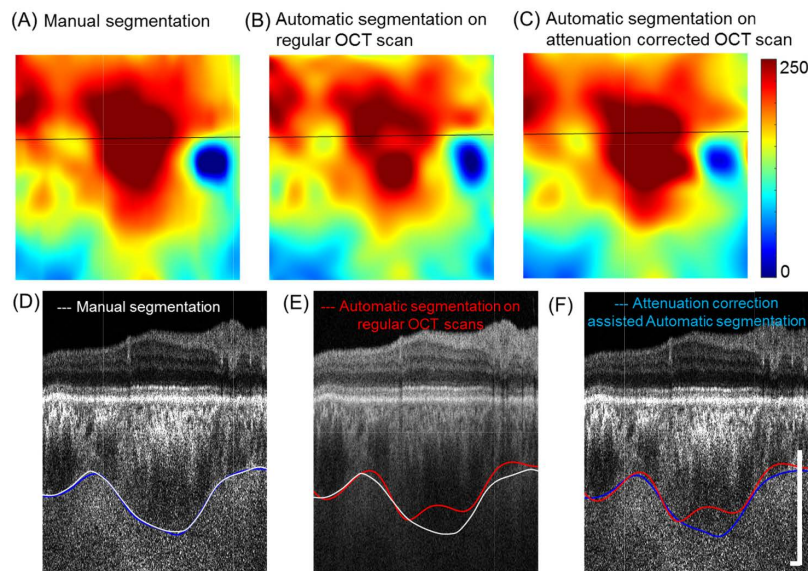 (A) Manual segmentation
(B) Automatic segmentation on
regular OCT scan
(C) Automatic segmentation on
attenuation corrected OCT scan
250
0
(D)
--- Manual segmentation
(E)
--- Automatic segmentation on
regular OCT scans
(F)
--- Attenuation correction
assisted Automatic segmentation